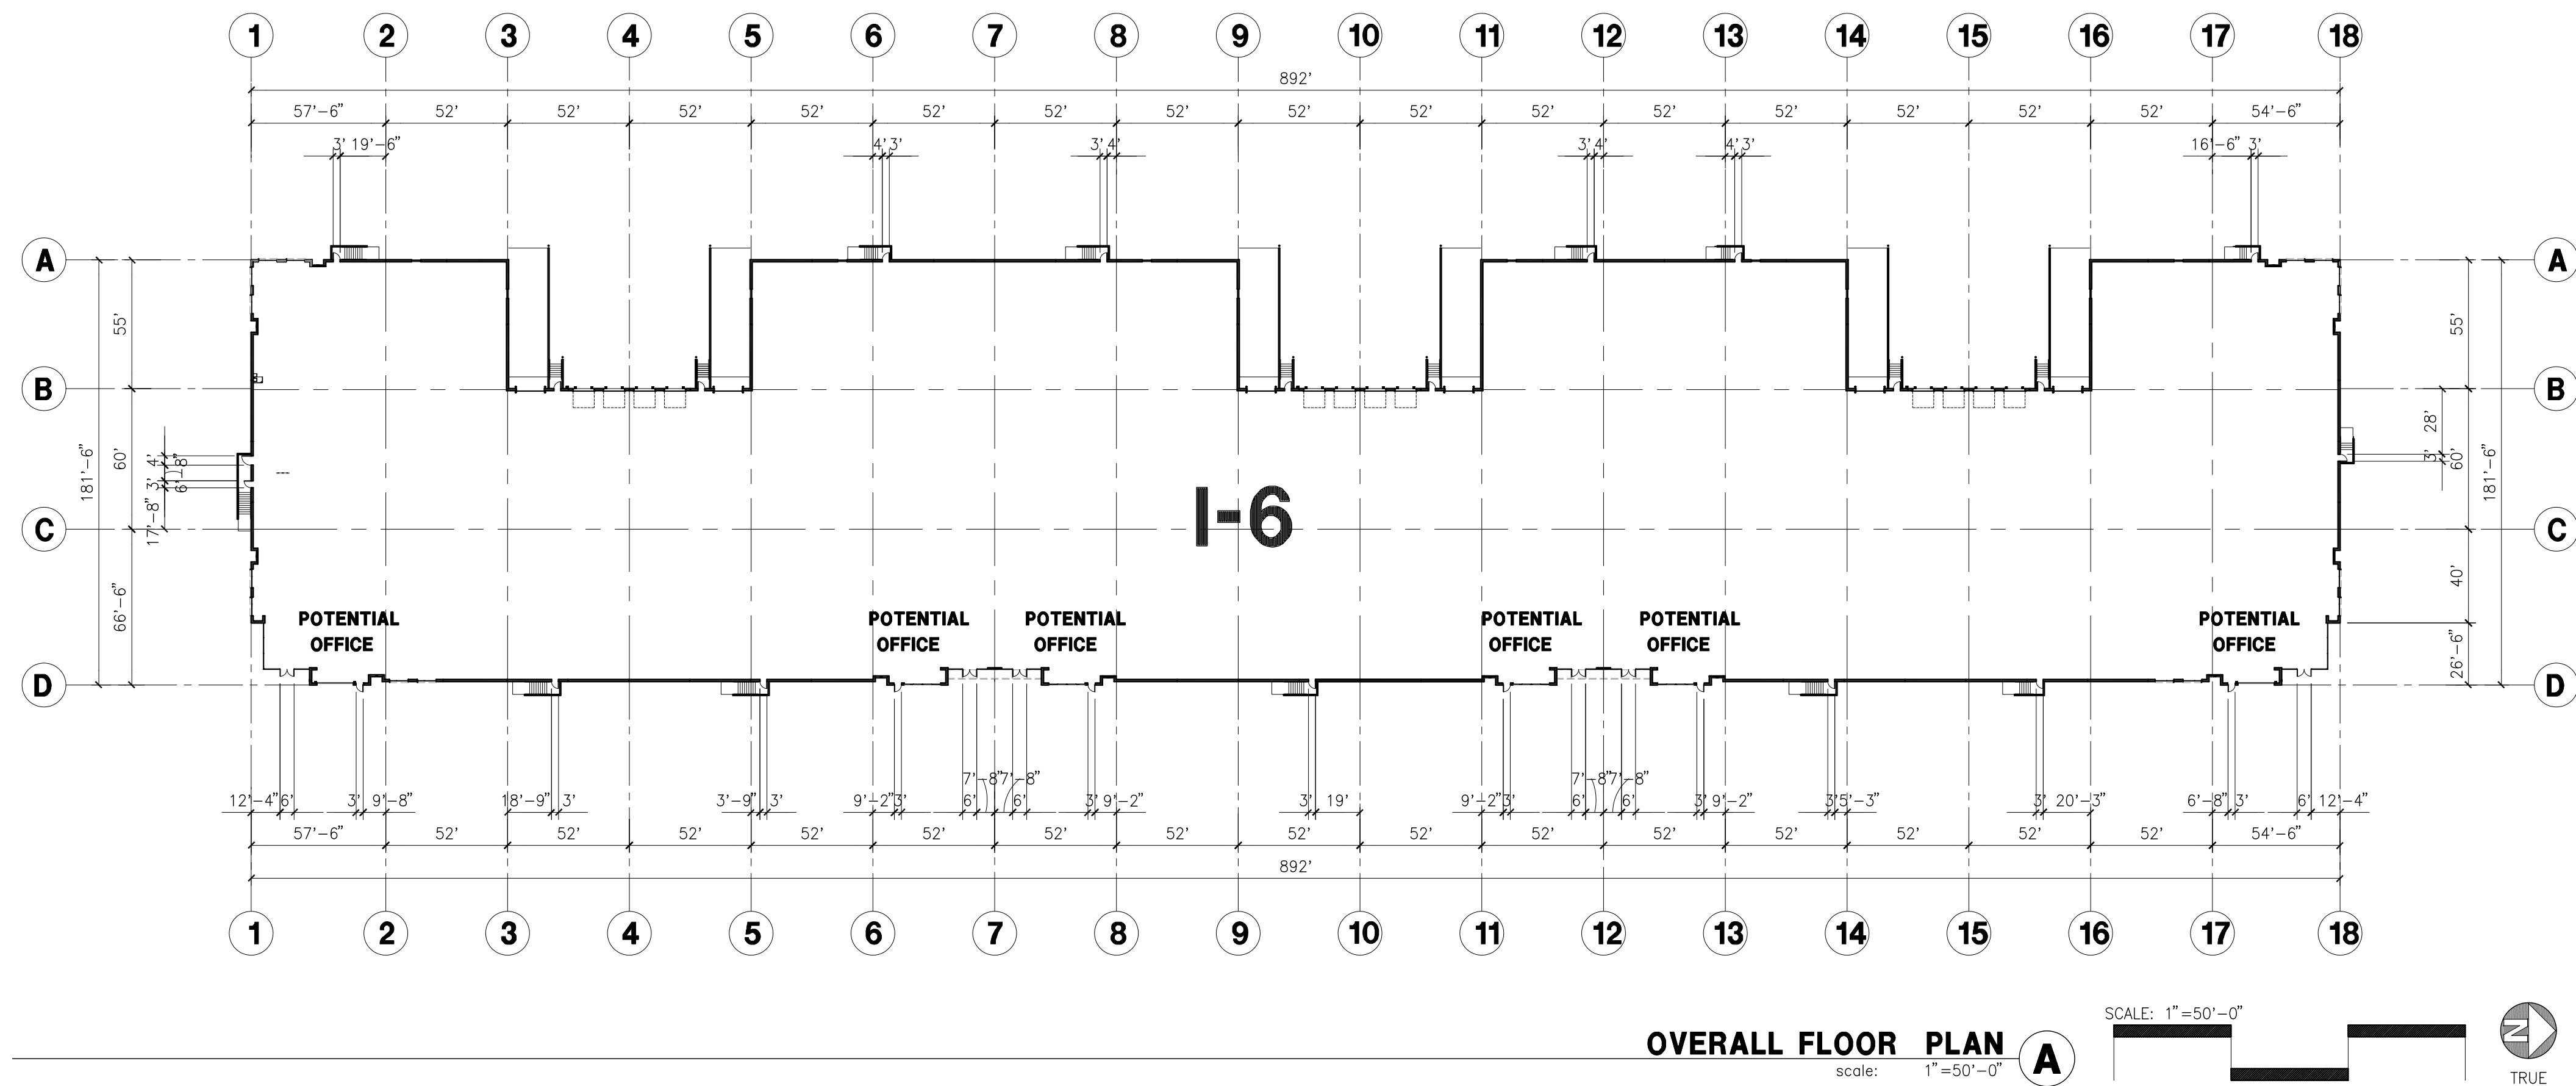 1 2 3 4 5 6 7 8 9 10 11 12 13 14 15 16 17 18
892'
57'-6" 52' 52' 52' 52' 52' 52' 52' 52' 52' 52' 52' 52' 52' 52' 52' 54'-6"
3' 19'-6" 4' 3' 3' 4' 3' 4' 4' 3' 16'-6" 3'
A A
55' 55'
B B
181'-6" 60' 4' 6'-8" 3' 17'-8" 28' 3' 60' 181'-6"
I-6
C C
66'-6" 40' 26'-6"
POTENTIAL POTENTIAL POTENTIAL POTENTIAL POTENTIAL POTENTIAL
OFFICE OFFICE OFFICE OFFICE OFFICE OFFICE
D D
7'-8" 7'-8" 7'-8" 7'-8"
12'-4" 6' 3' 9'-8" 18'-9" 3' 3'-9" 3' 9'-2" 3' 6' 6' 3' 9'-2" 3' 19' 9'-2" 3' 6' 6' 3' 9'-2" 3' 5'-3" 3' 20'-3" 6'-8" 3' 6' 12'-4"
57'-6" 52' 52' 52' 52' 52' 52' 52' 52' 52' 52' 52' 52' 52' 52' 52' 54'-6"
892'
1 2 3 4 5 6 7 8 9 10 11 12 13 14 15 16 17 18
OVERALL FLOOR PLAN A
scale: 1"=50'-0"
SCALE: 1"=50'-0"
N
TRUE